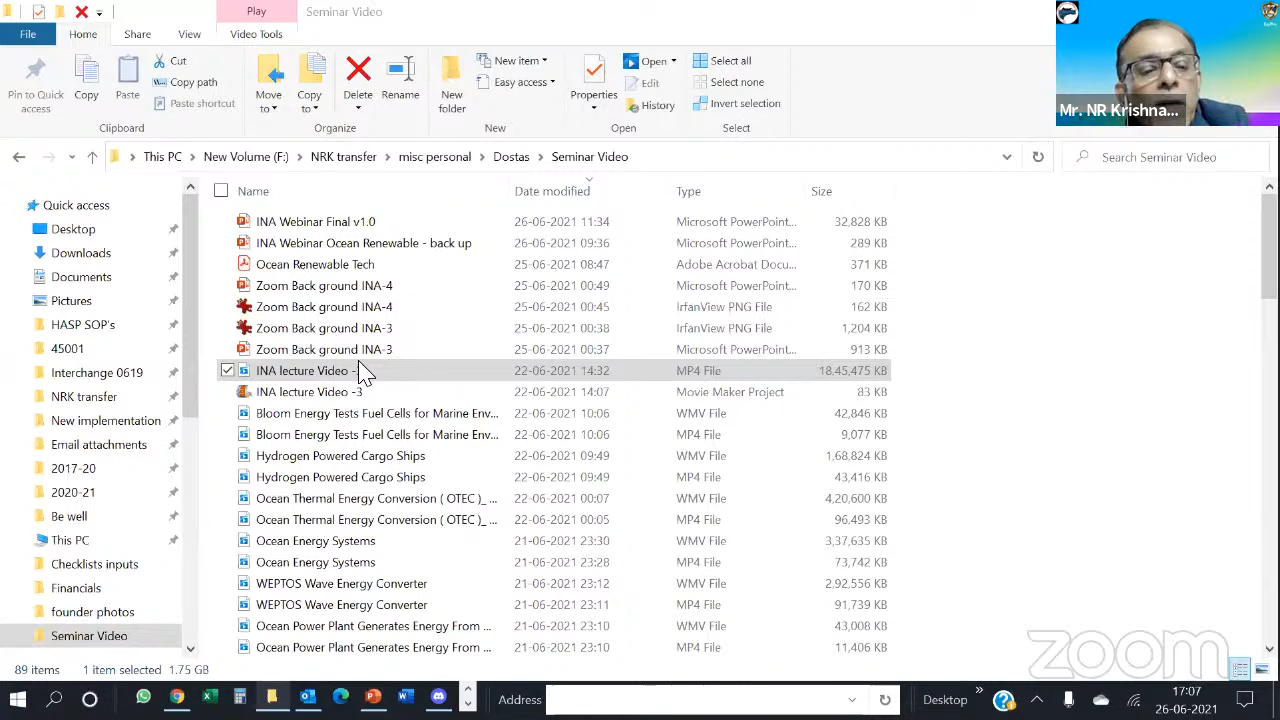 Play
Seminar Video
File
Home
Share
View
Video Tools
Pin to Quick access
Copy
Paste
Cut
Copy path
Paste shortcut
Clipboard
Move to
Copy to
Delete
Rename
Organize
New folder
New item
Easy access
New
Properties
Open
Edit
History
Open
Select all
Select none
Invert selection
Select
Mr. NR Krishna...
This PC > New Volume (F:) > NRK transfer > misc personal > Dostas > Seminar Video
Search Seminar Video
Quick access
Desktop
Downloads
Documents
Pictures
HASP SOP's
45001
Interchange 0619
NRK transfer
New implementation
Email attachments
2017-20
2020-21
Be well
This PC
Checklists inputs
Financials
founder photos
Seminar Video
Name Date modified Type Size
INA Webinar Final v1.0 26-06-2021 11:34 Microsoft PowerPoint... 32,828 KB
INA Webinar Ocean Renewable - back up 26-06-2021 09:36 Microsoft PowerPoint... 289 KB
Ocean Renewable Tech 25-06-2021 08:47 Adobe Acrobat Docu... 371 KB
Zoom Back ground INA-4 25-06-2021 00:49 Microsoft PowerPoint... 170 KB
Zoom Back ground INA-4 25-06-2021 00:45 IrfanView PNG File 162 KB
Zoom Back ground INA-3 25-06-2021 00:38 IrfanView PNG File 1,204 KB
Zoom Back ground INA-3 25-06-2021 00:37 Microsoft PowerPoint... 913 KB
INA lecture Video - 22-06-2021 14:32 MP4 File 18,45,475 KB
INA lecture Video -3 22-06-2021 14:07 Movie Maker Project 83 KB
Bloom Energy Tests Fuel Cells for Marine Env... 22-06-2021 10:06 WMV File 42,846 KB
Bloom Energy Tests Fuel Cells for Marine Env... 22-06-2021 10:06 MP4 File 9,077 KB
Hydrogen Powered Cargo Ships 22-06-2021 09:49 WMV File 1,68,824 KB
Hydrogen Powered Cargo Ships 22-06-2021 09:49 MP4 File 43,416 KB
Ocean Thermal Energy Conversion ( OTEC )_ ... 22-06-2021 00:07 WMV File 4,20,600 KB
Ocean Thermal Energy Conversion ( OTEC )_ ... 22-06-2021 00:05 MP4 File 96,493 KB
Ocean Energy Systems 21-06-2021 23:30 WMV File 3,37,635 KB
Ocean Energy Systems 21-06-2021 23:28 MP4 File 73,742 KB
WEPTOS Wave Energy Converter 21-06-2021 23:12 WMV File 2,92,556 KB
WEPTOS Wave Energy Converter 21-06-2021 23:11 MP4 File 91,739 KB
Ocean Power Plant Generates Energy From ... 21-06-2021 23:10 WMV File 43,008 KB
Ocean Power Plant Generates Energy From ... 21-06-2021 23:10 MP4 File 11,406 KB
zoom
89 items 1 item selected 1.75 GB
Address
Desktop
17:07
26-06-2021